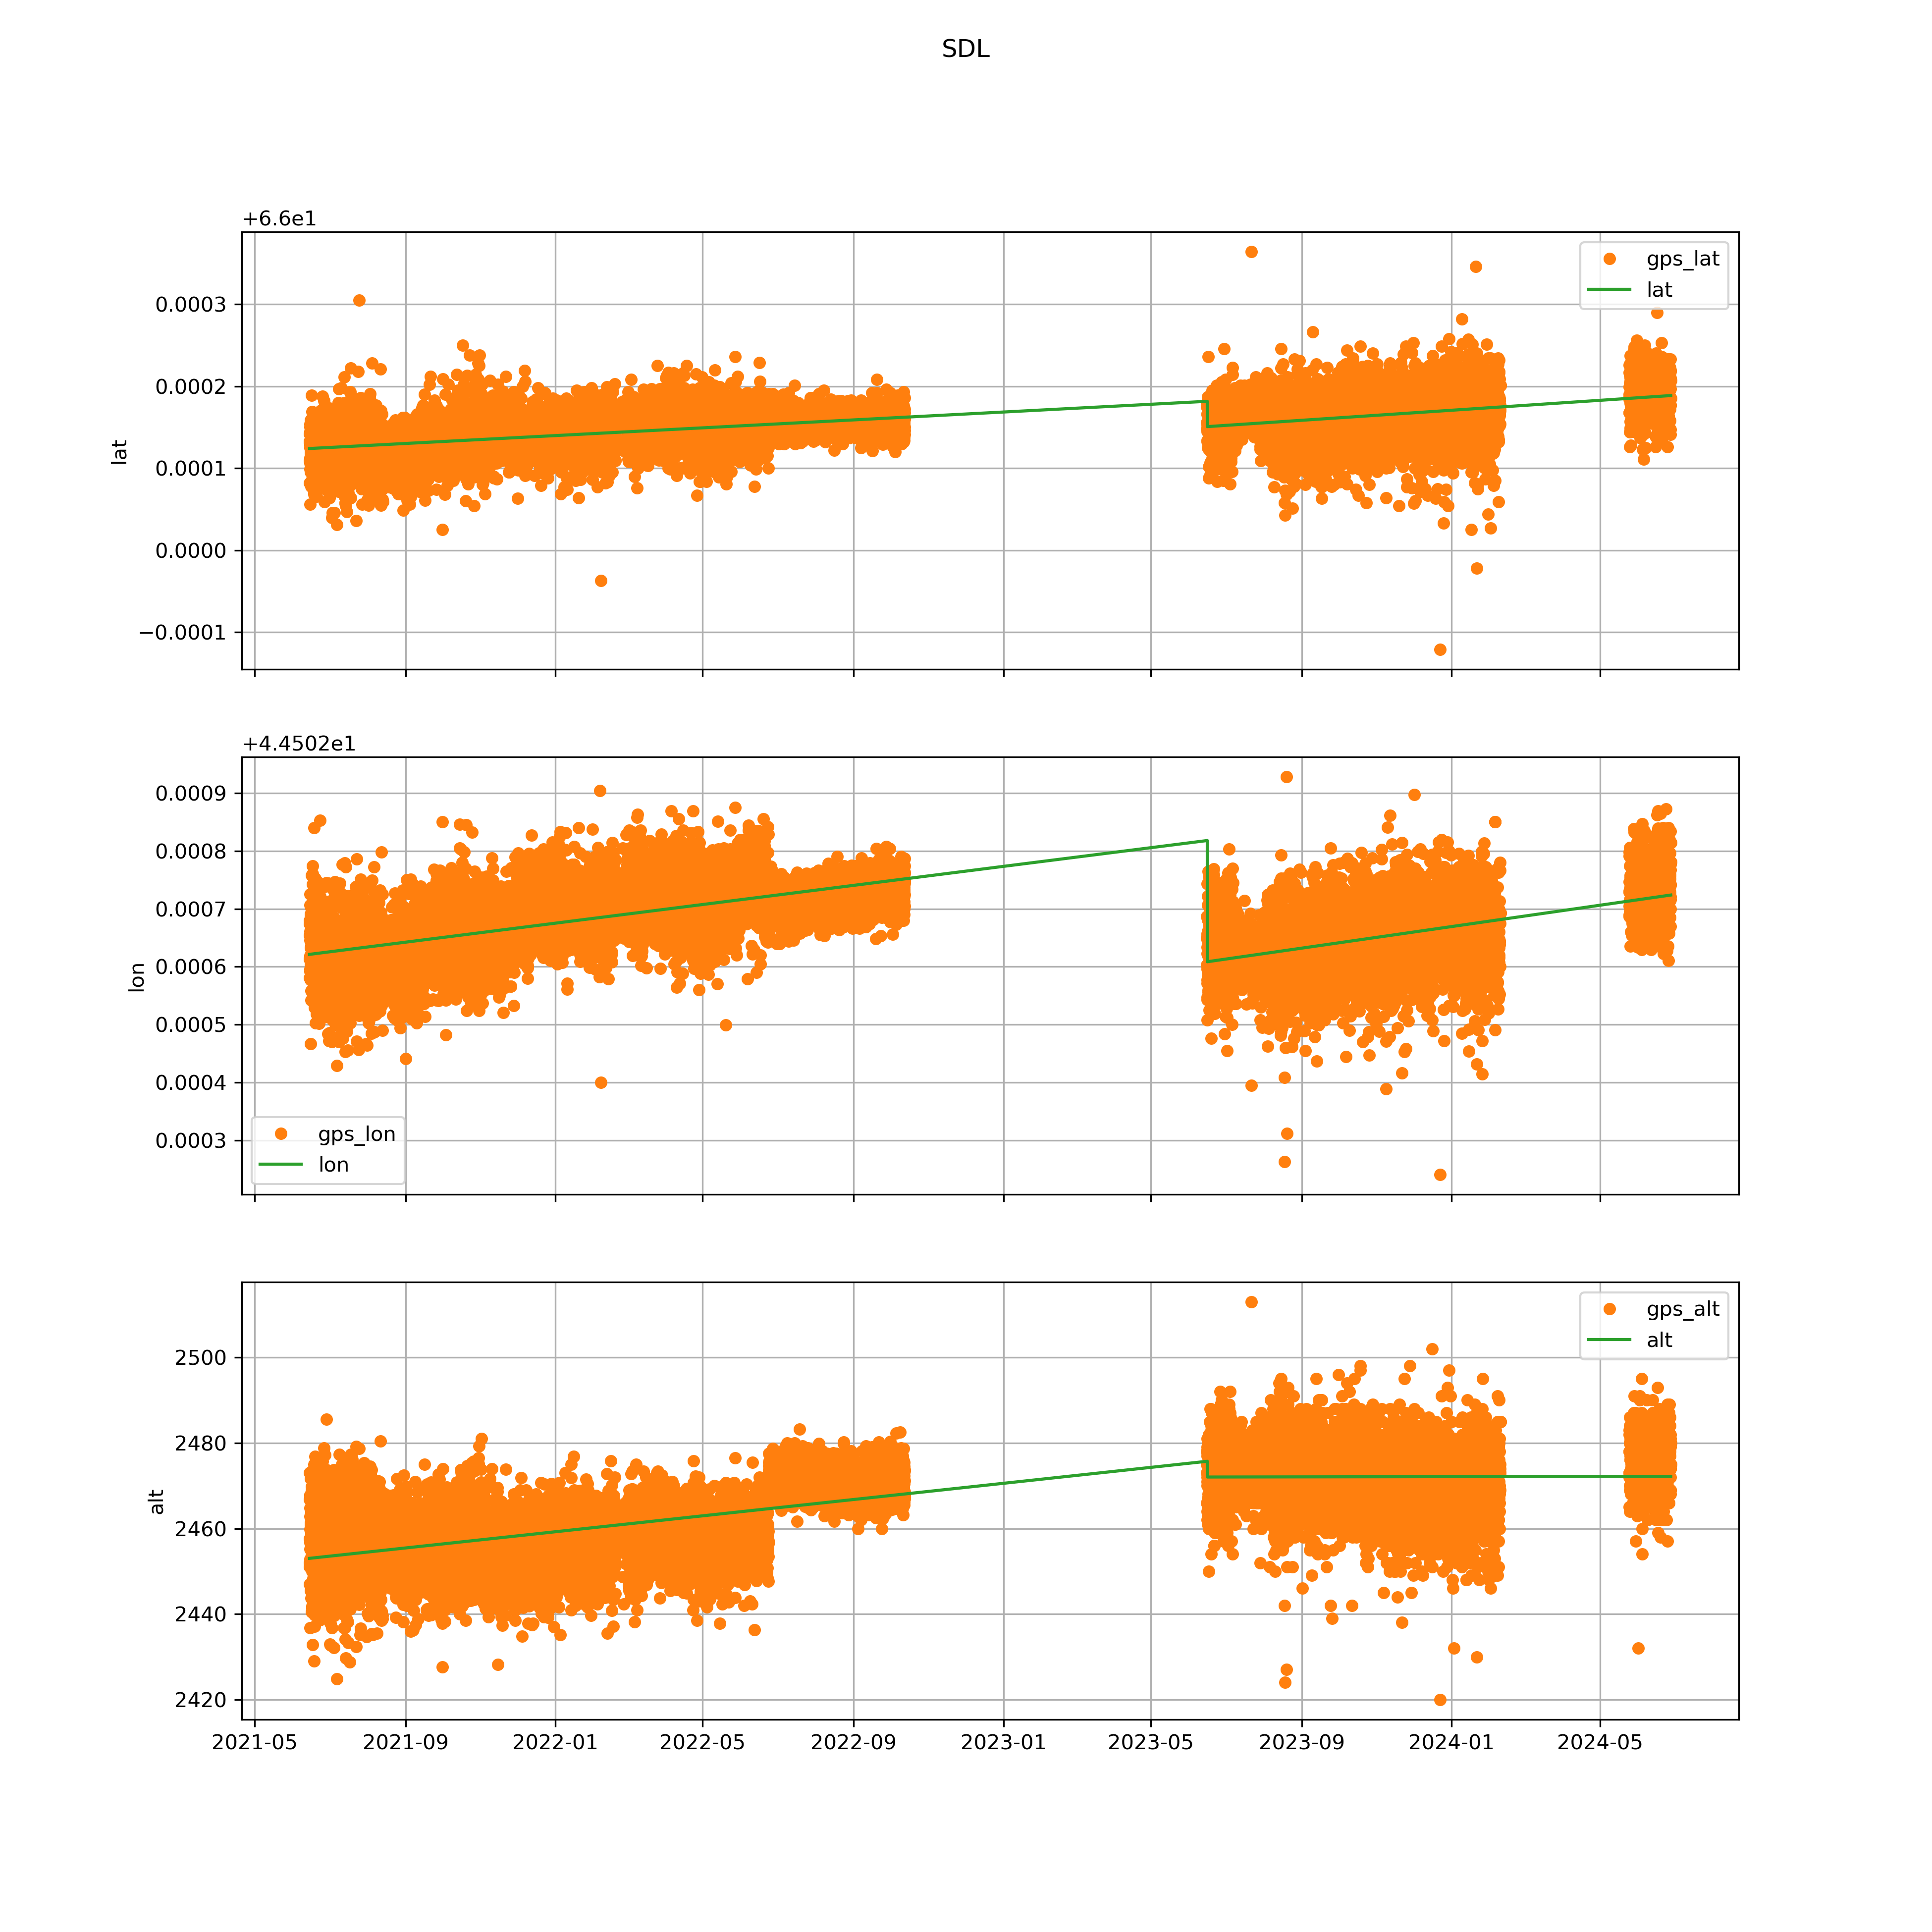 SDL
+6.6e1
0.0003
0.0002
0.0001
0.0000
−0.0001
lat
gps_lat
lat
+4.4502e1
0.0009
0.0008
0.0007
0.0006
0.0005
0.0004
0.0003
lon
gps_lon
lon
2500
2480
2460
2440
2420
alt
gps_alt
alt
2021-05 2021-09 2022-01 2022-05 2022-09 2023-01 2023-05 2023-09 2024-01 2024-05